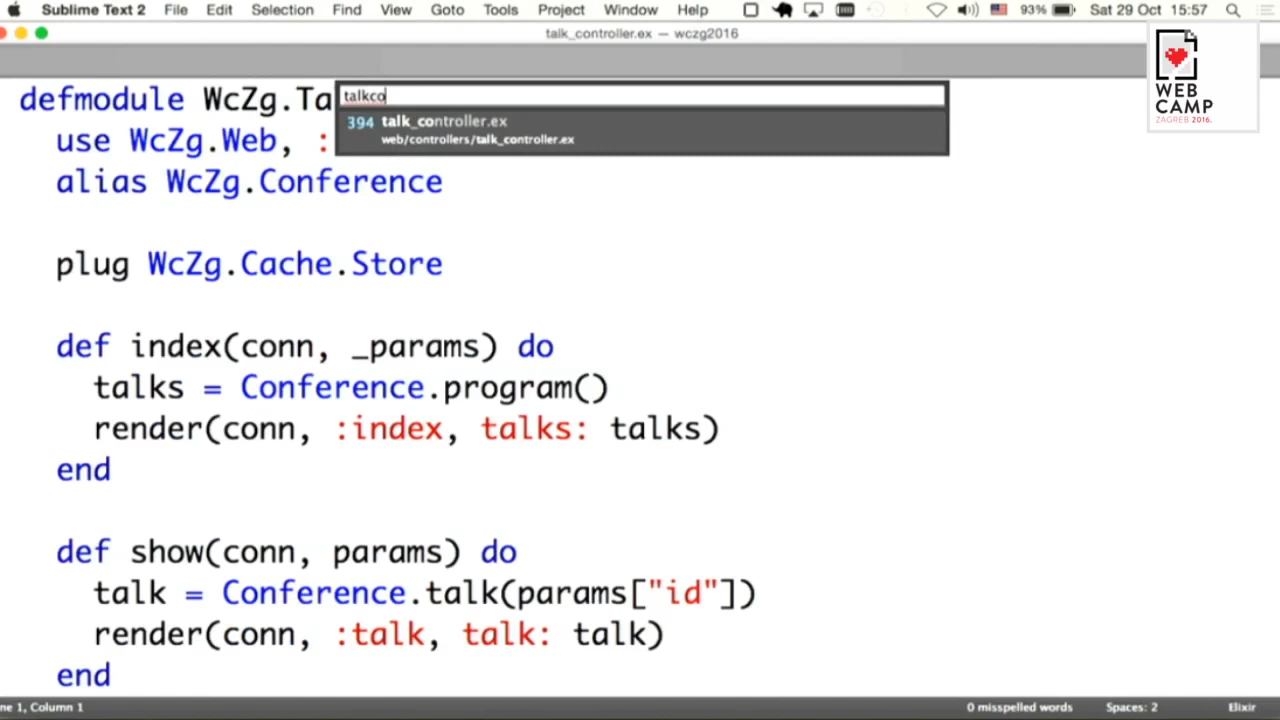 Sublime Text 2 File Edit Selection Find View Goto Tools Project Window Help 93% Sat 29 Oct 15:57
talk_controller.ex — wczg2016
WEB
CAMP
ZAGREB 2016.
talkco
394 talk_controller.ex
web/controllers/talk_controller.ex
defmodule WcZg.Ta
use WcZg.Web, :
alias WcZg.Conference
plug WcZg.Cache.Store
def index(conn, _params) do
talks = Conference.program()
render(conn, :index, talks: talks)
end
def show(conn, params) do
talk = Conference.talk(params["id"])
render(conn, :talk, talk: talk)
end
ne 1, Column 1 0 misspelled words Spaces: 2 Elixir